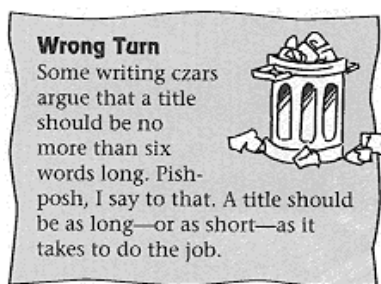 Wrong Turn
Some writing czars
argue that a title
should be no
more than six
words long. Pish-
posh, I say to that. A title should
be as long—or as short—as it
takes to do the job.